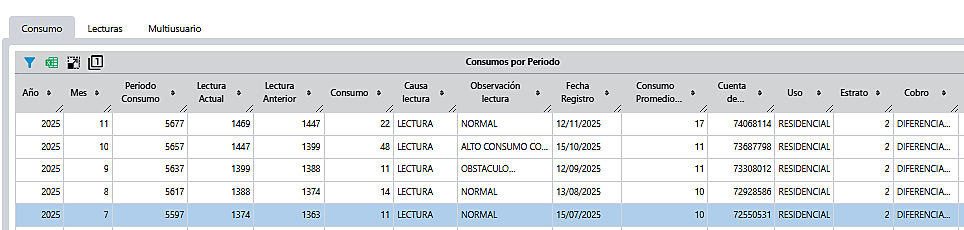 Consumo Lecturas Multiusuario
Consumos por Periodo
Año Mes Periodo Consumo Lectura Actual Lectura Anterior Consumo Causa lectura Observación lectura Fecha Registro Consumo Promedio... Cuenta de... Uso Estrato Cobro
2025 11 5677 1469 1447 22 LECTURA NORMAL 12/11/2025 17 74068114 RESIDENCIAL 2 DIFERENCIA...
2025 10 5657 1447 1399 48 LECTURA ALTO CONSUMO CO... 15/10/2025 11 73687798 RESIDENCIAL 2 DIFERENCIA...
2025 9 5637 1399 1388 11 LECTURA OBSTACULO... 12/09/2025 11 73308012 RESIDENCIAL 2 DIFERENCIA...
2025 8 5617 1388 1374 14 LECTURA NORMAL 13/08/2025 10 72928586 RESIDENCIAL 2 DIFERENCIA...
2025 7 5597 1374 1363 11 LECTURA NORMAL 15/07/2025 10 72550531 RESIDENCIAL 2 DIFERENCIA...